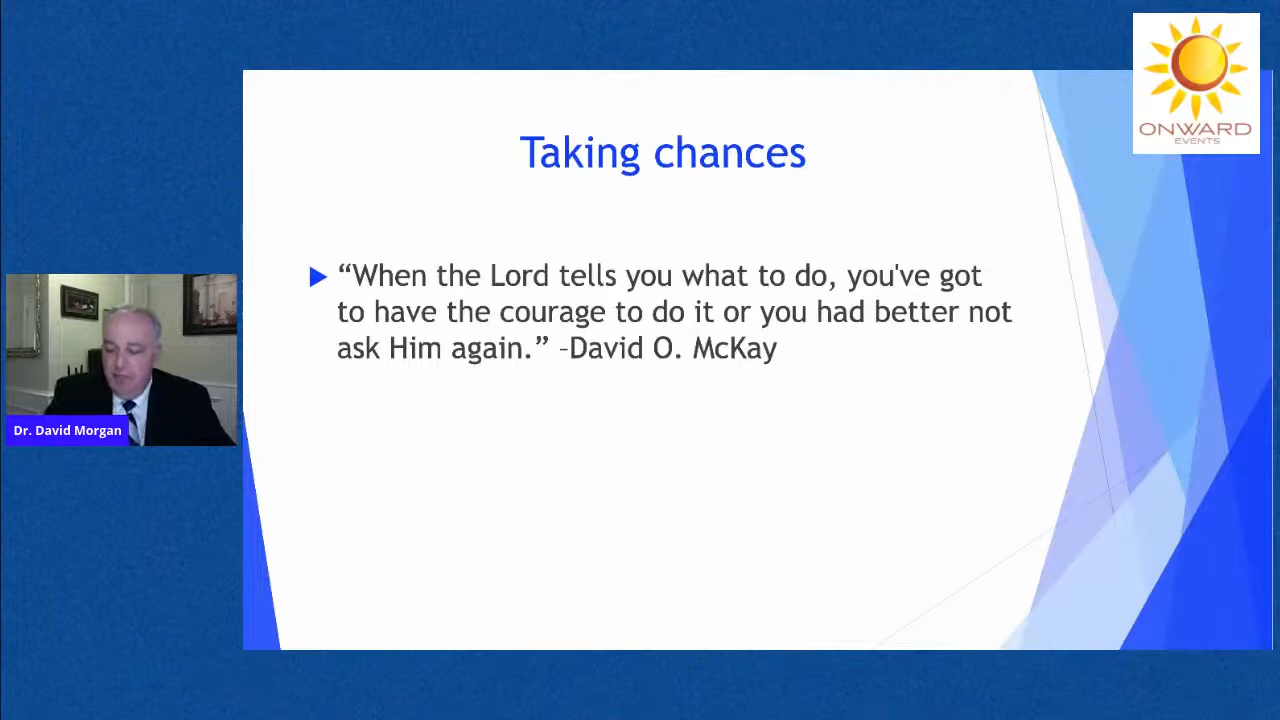 ONWARD
EVENTS
Taking chances
“When the Lord tells you what to do, you've got
to have the courage to do it or you had better not
ask Him again.” –David O. McKay
Dr. David Morgan